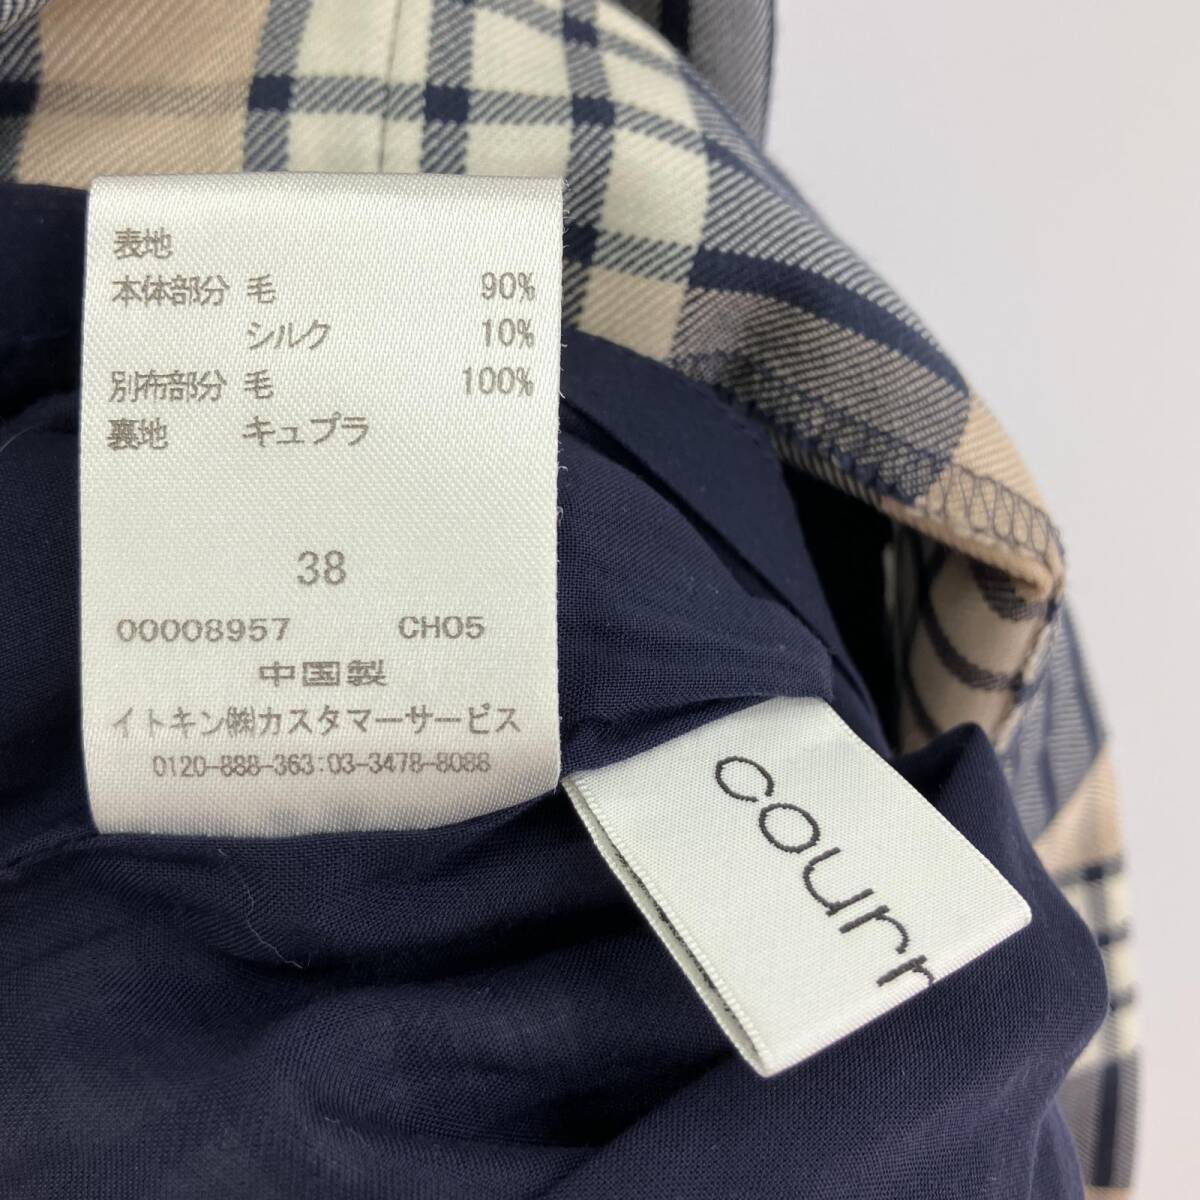 表地
本体部分 毛 90%
シルク 10%
別布部分 毛 100%
裏地 キュプラ
38
00008957 CH05
中国製
イトキン㈱カスタマーサービス
0120-888-363:03-3478-8088
courr